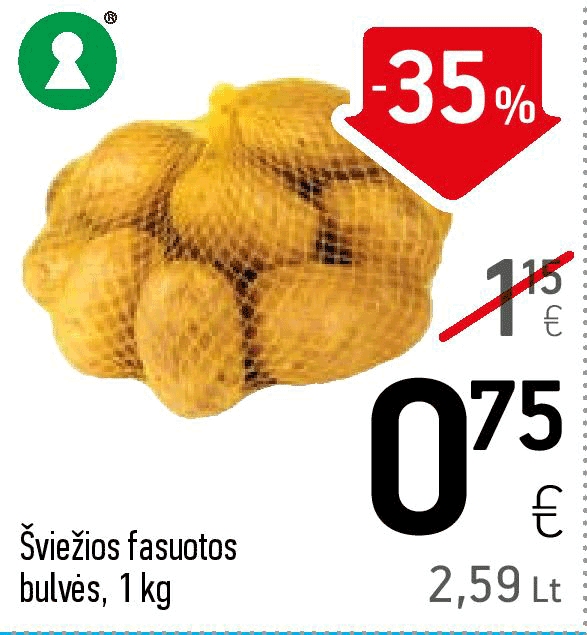 ®
-35%
1 15 €
0 75 €
2,59 Lt
Šviežios fasuotos
bulvės, 1 kg